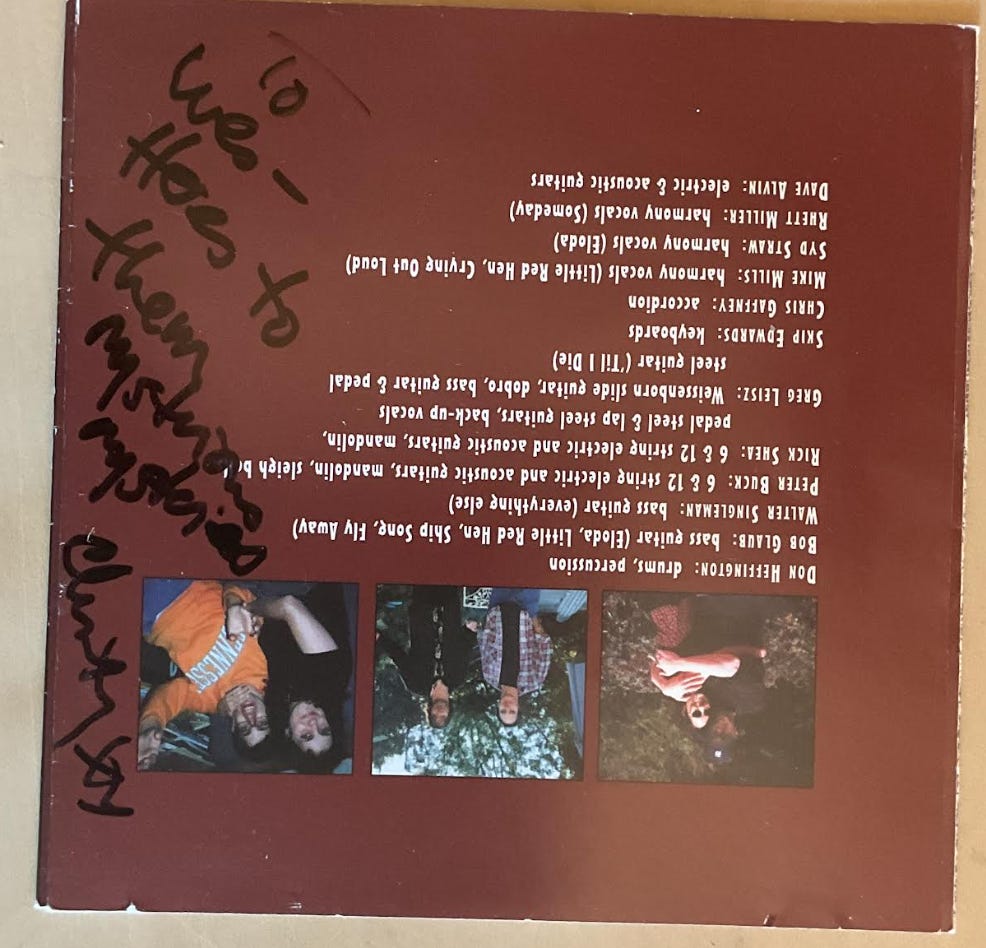 DON HEFFINGTON: drums, percussion
BOB GLAUB: bass guitar (Eloda, Little Red Hen, Ship Song, Fly Away)
WALTER SINGLEMAN: bass guitar (everything else)
PETER BUCK: 6 & 12 string electric and acoustic guitars, mandolin, sleigh
RICK SHEA: 6 & 12 string electric and acoustic guitars, mandolin,
pedal steel & lap steel guitars, back-up vocals
GREG LEISZ: Weissenborn slide guitar, dobro, bass guitar & pedal
steel guitar ('Til I Die)
SKIP EDWARDS: keyboards
CHRIS GAFFNEY: accordion
MIKE MILLS: harmony vocals (Little Red Hen, Crying Out Loud)
SYD STRAW: harmony vocals (Eloda)
RHETT MILLER: harmony vocals (Someday)
DAVE ALVIN: electric & acoustic guitars
To
Wes –
Heres to
them